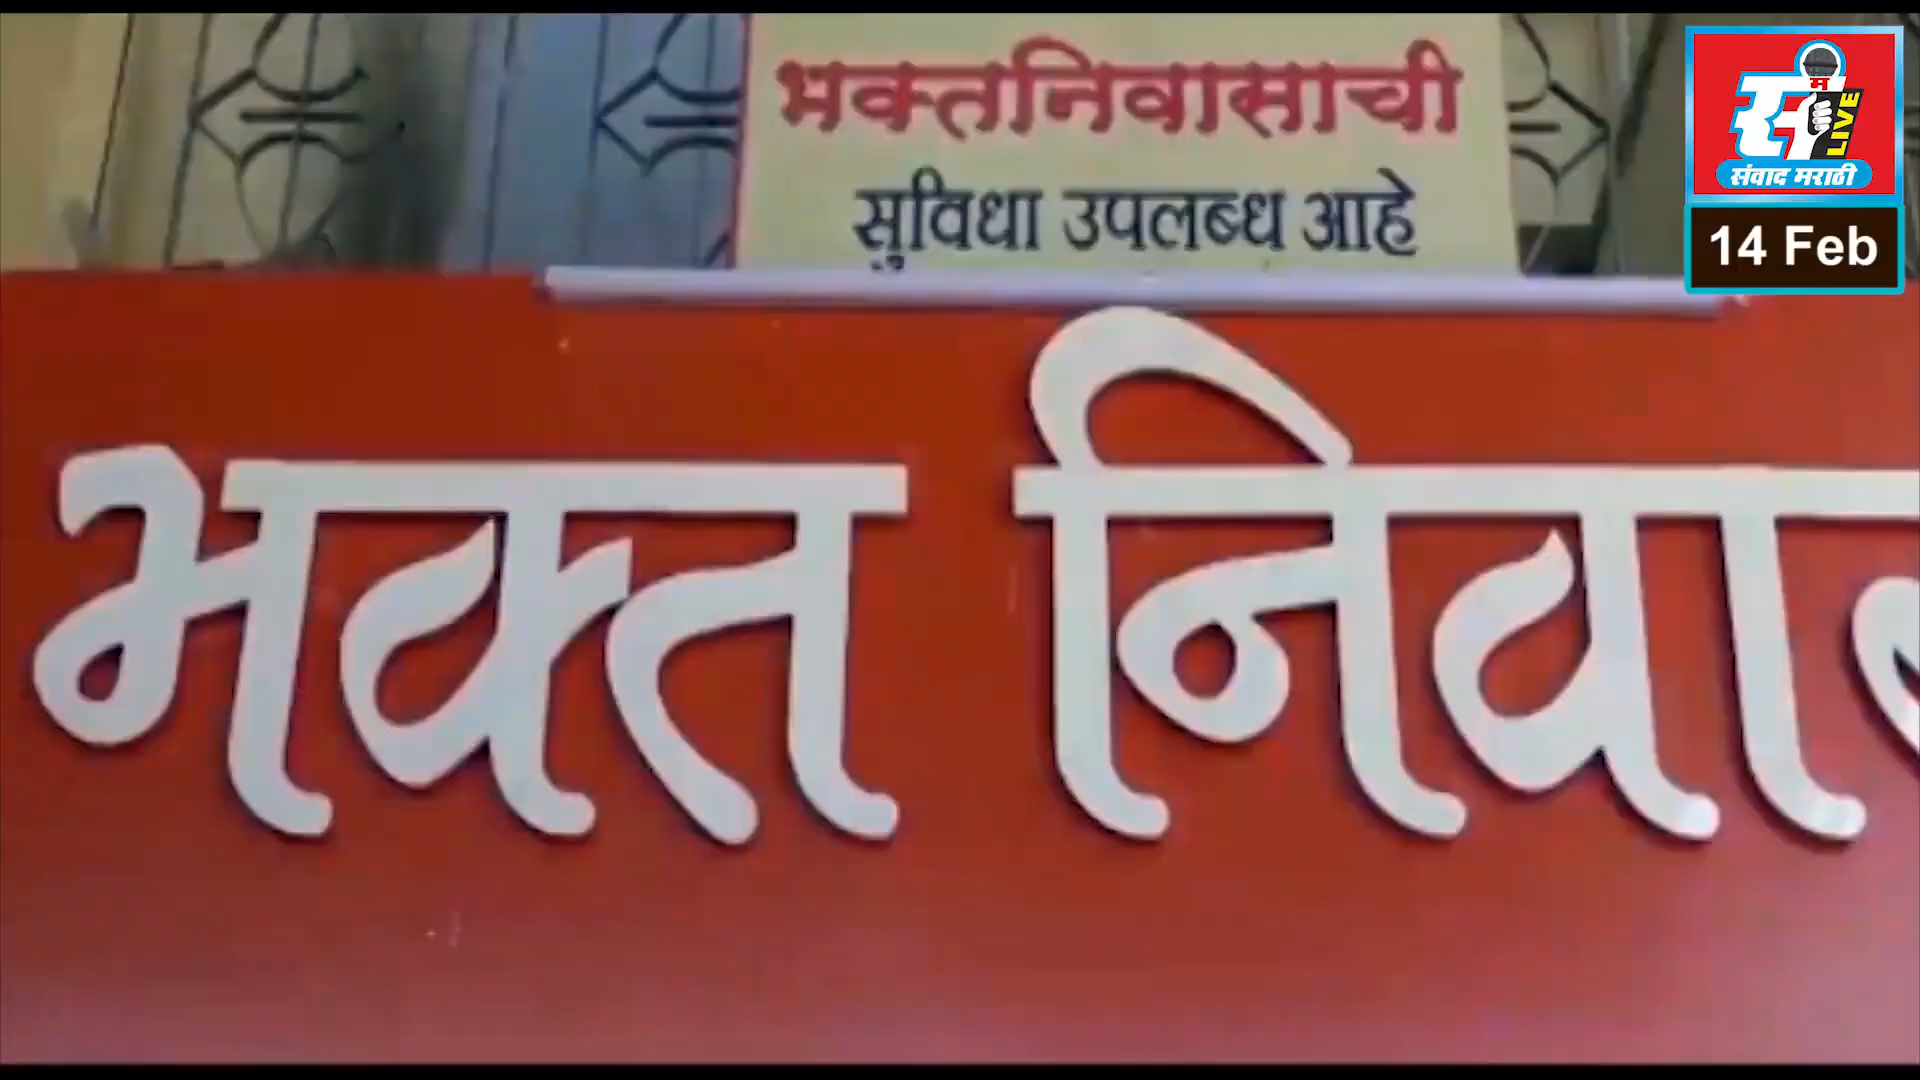 भक्तनिवासाची
सुविधा उपलब्ध आहे
स
म
LIVE
संवाद मराठी
14 Feb
भक्त निवा